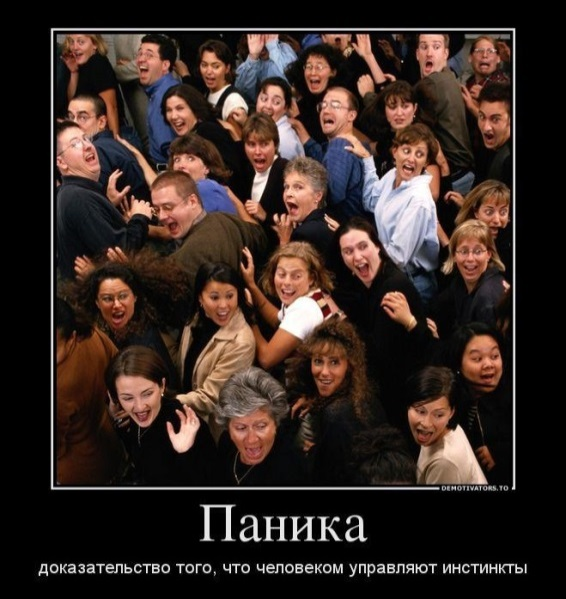 DEMOTIVATORS.TO
Паника
доказательство того, что человеком управляют инстинкты